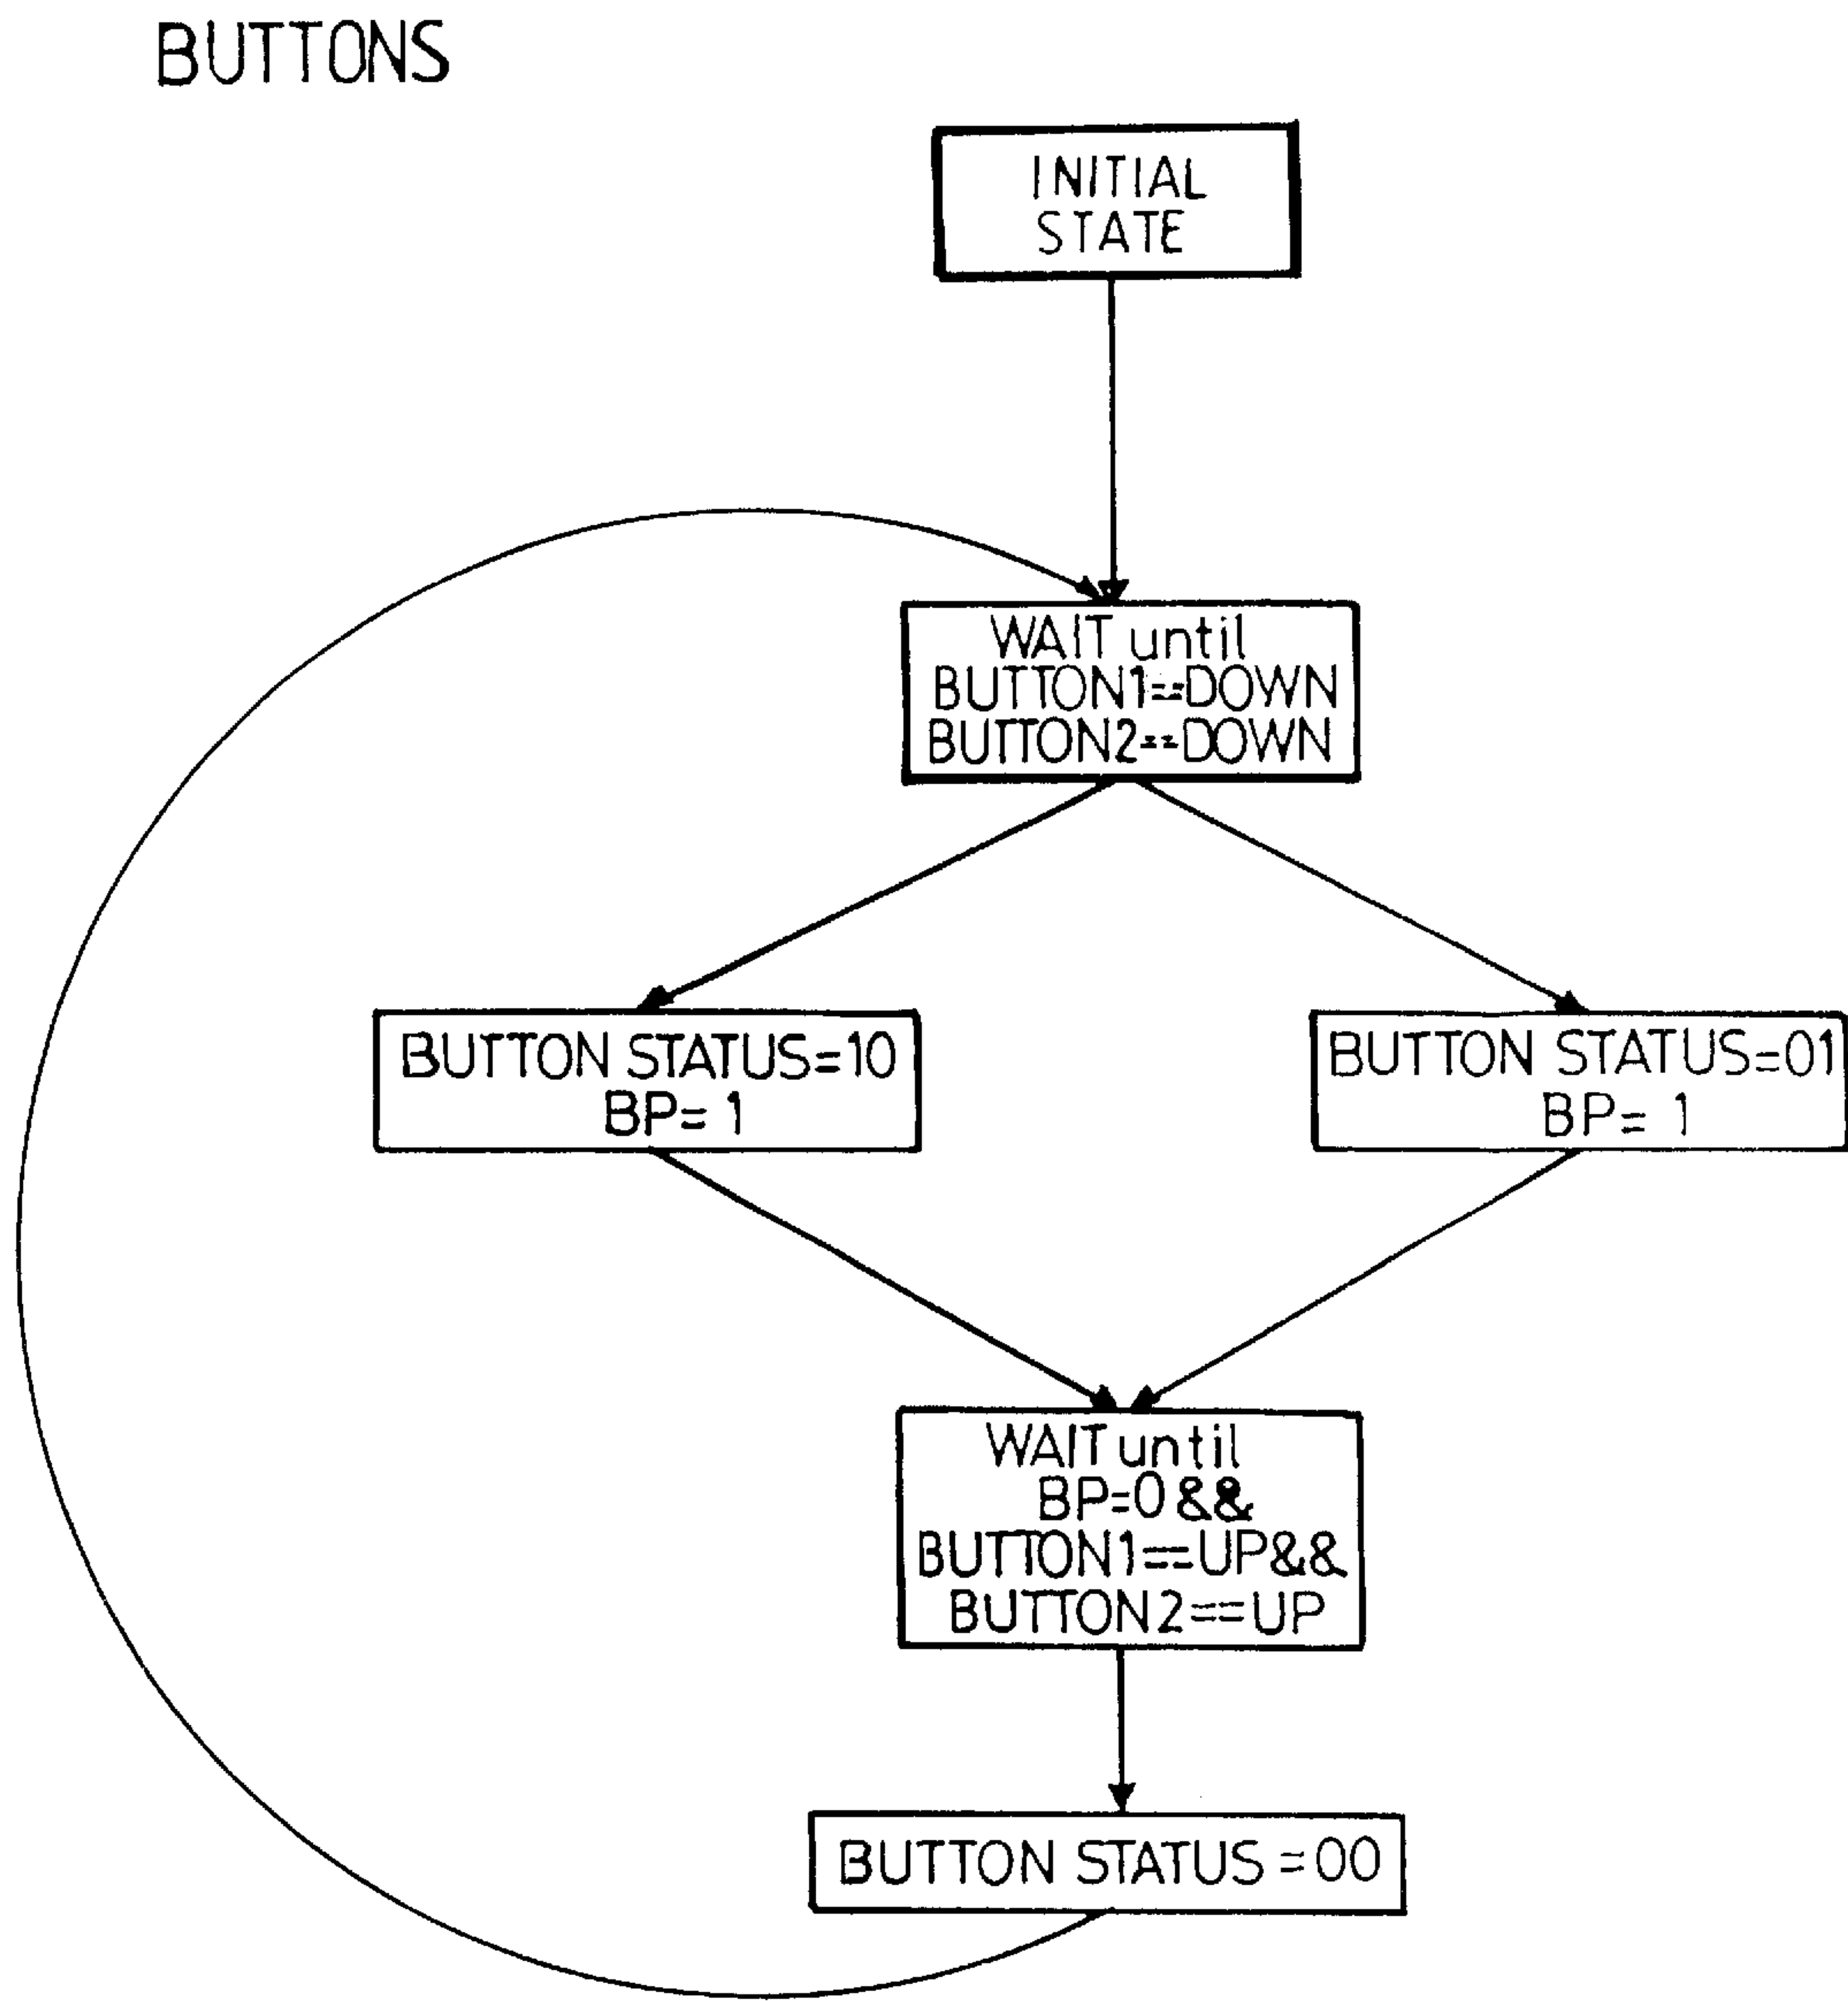 BUTTONS
INITIAL
STATE
WAIT until
BUTTON1==DOWN
BUTTON2==DOWN
BUTTON STATUS=10
BP=1
BUTTON STATUS=01
BP=1
WAIT until
BP=0&&
BUTTON1==UP&&
BUTTON2==UP
BUTTON STATUS=00